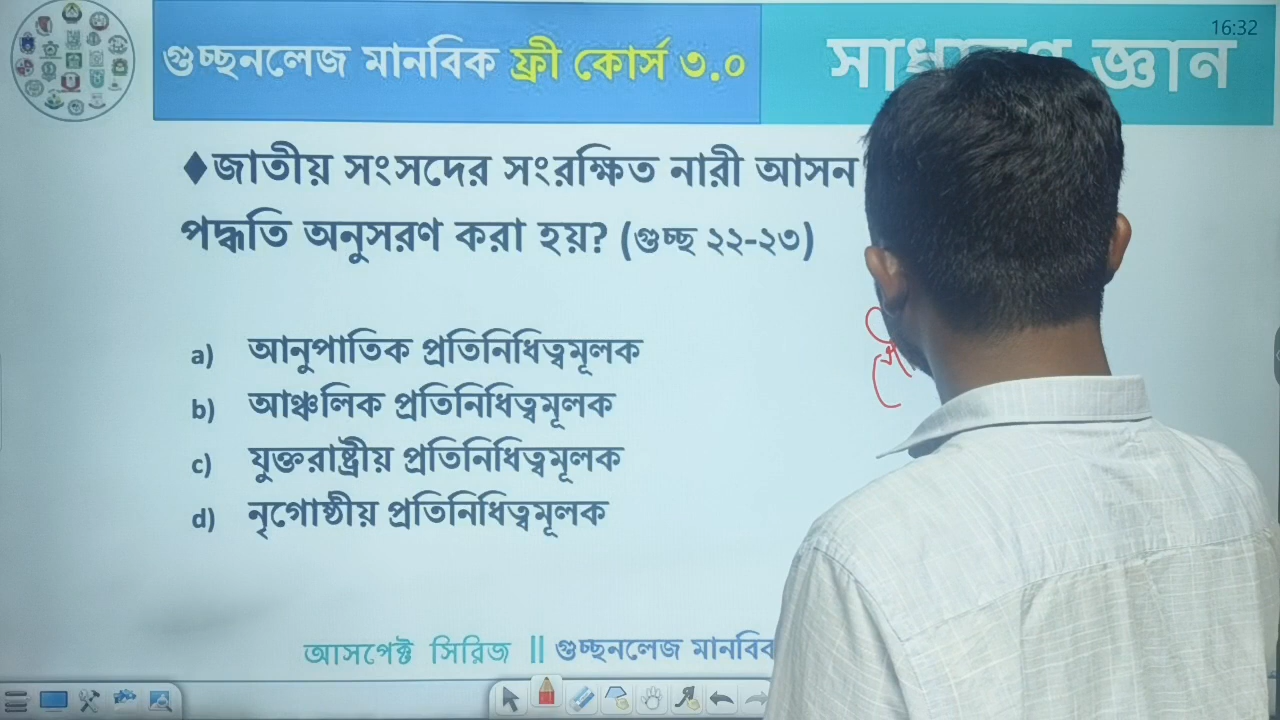 গুচ্ছনলেজ মানবিক ফ্রী কোর্স ৩.০
জ্ঞান
16:32
♦জাতীয় সংসদের সংরক্ষিত নারী আসন
পদ্ধতি অনুসরণ করা হয়? (গুচ্ছ ২২-২৩)
a) আনুপাতিক প্রতিনিধিত্বমূলক
b) আঞ্চলিক প্রতিনিধিত্বমূলক
c) যুক্তরাষ্ট্রীয় প্রতিনিধিত্বমূলক
d) নৃগোষ্ঠীয় প্রতিনিধিত্বমূলক
আসপেক্ট সিরিজ || গুচ্ছনলেজ মানবিক